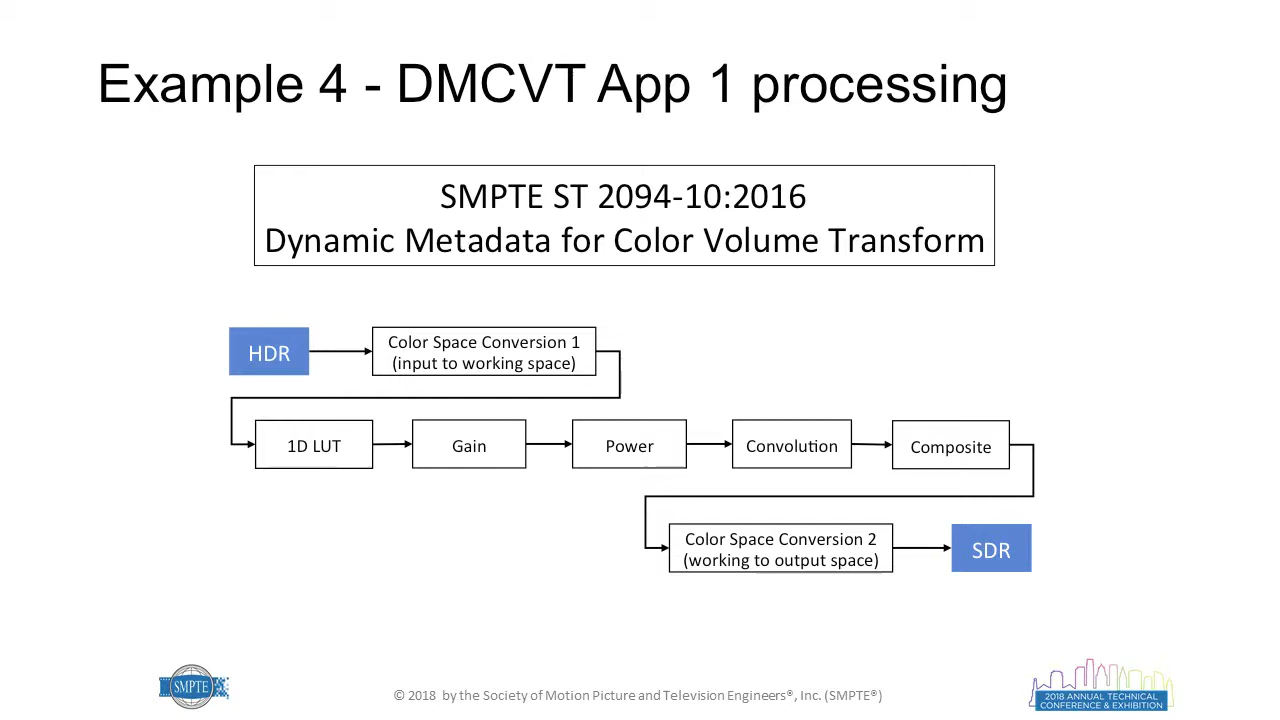 Example 4 - DMCVT App 1 processing
SMPTE ST 2094-10:2016
Dynamic Metadata for Color Volume Transform
HDR
Color Space Conversion 1
(input to working space)
1D LUT
Gain
Power
Convolution
Composite
Color Space Conversion 2
(working to output space)
SDR
SMPTE
© 2018 by the Society of Motion Picture and Television Engineers®, Inc. (SMPTE®)
2018 ANNUAL TECHNICAL
CONFERENCE & EXHIBITION